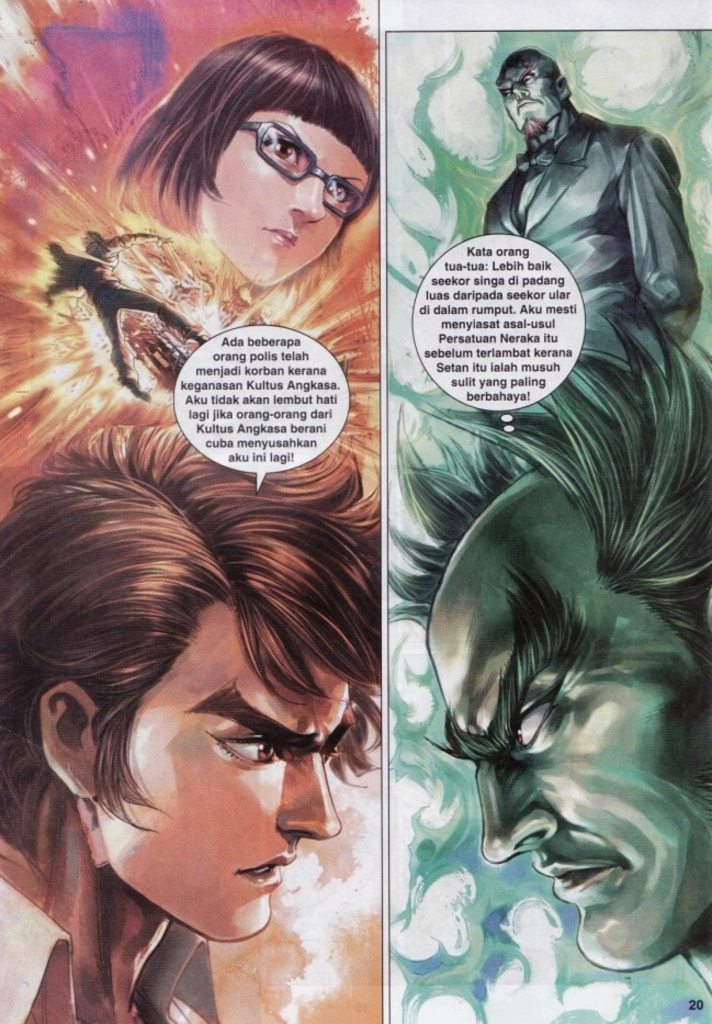 Ada beberapa
orang polis telah
menjadi korban kerana
keganasan Kultus Angkasa.
Aku tidak akan lembut hati
lagi jika orang-orang dari
Kultus Angkasa berani
cuba menyusahkan
aku ini lagi!
Kata orang
tua-tua: Lebih baik
seekor singa di padang
luas daripada seekor ular
di dalam rumput. Aku mesti
menyiasat asal-usul
Persatuan Neraka itu
sebelum terlambat kerana
Setan itu ialah musuh
sulit yang paling
berbahaya!
20